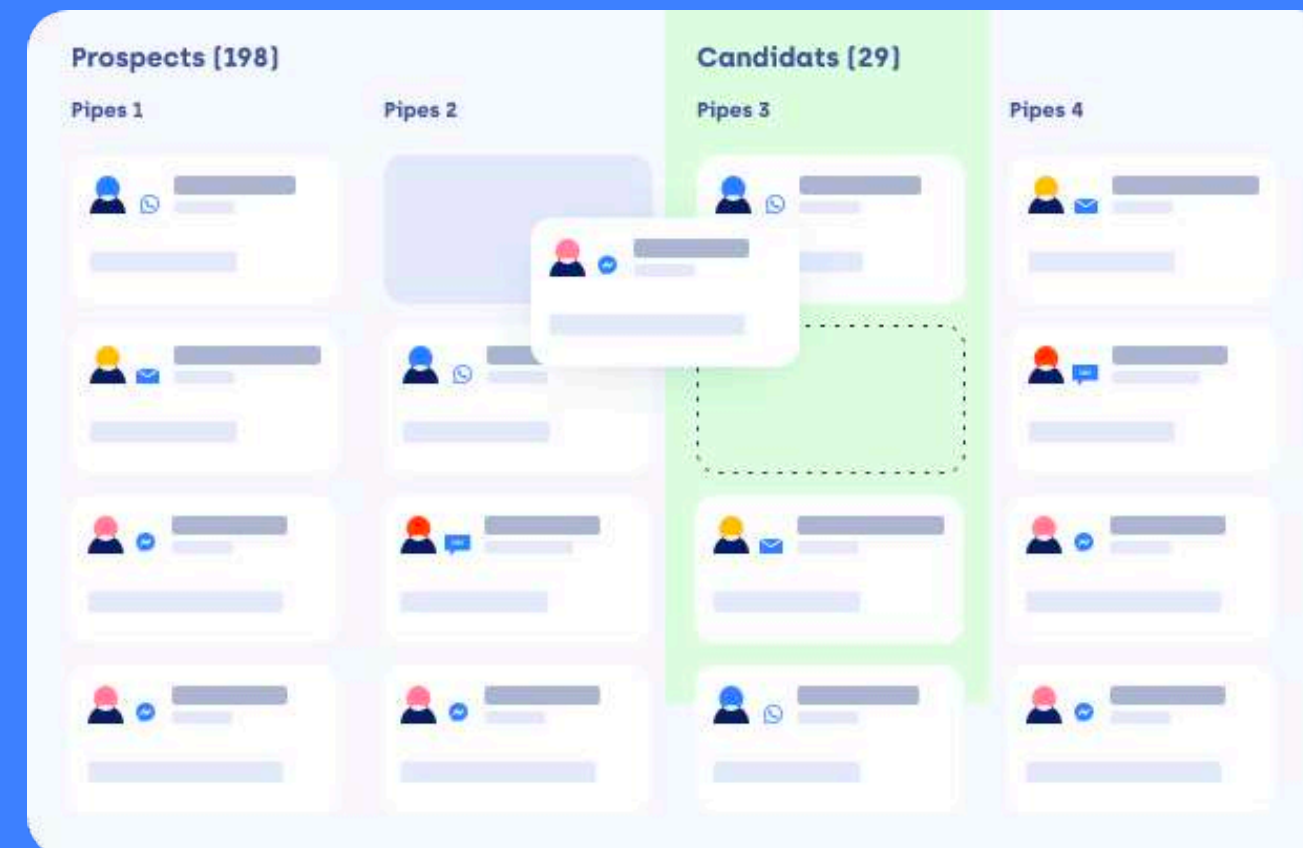 Prospects (198)
Candidats (29)
Pipes 1
Pipes 2
Pipes 3
Pipes 4